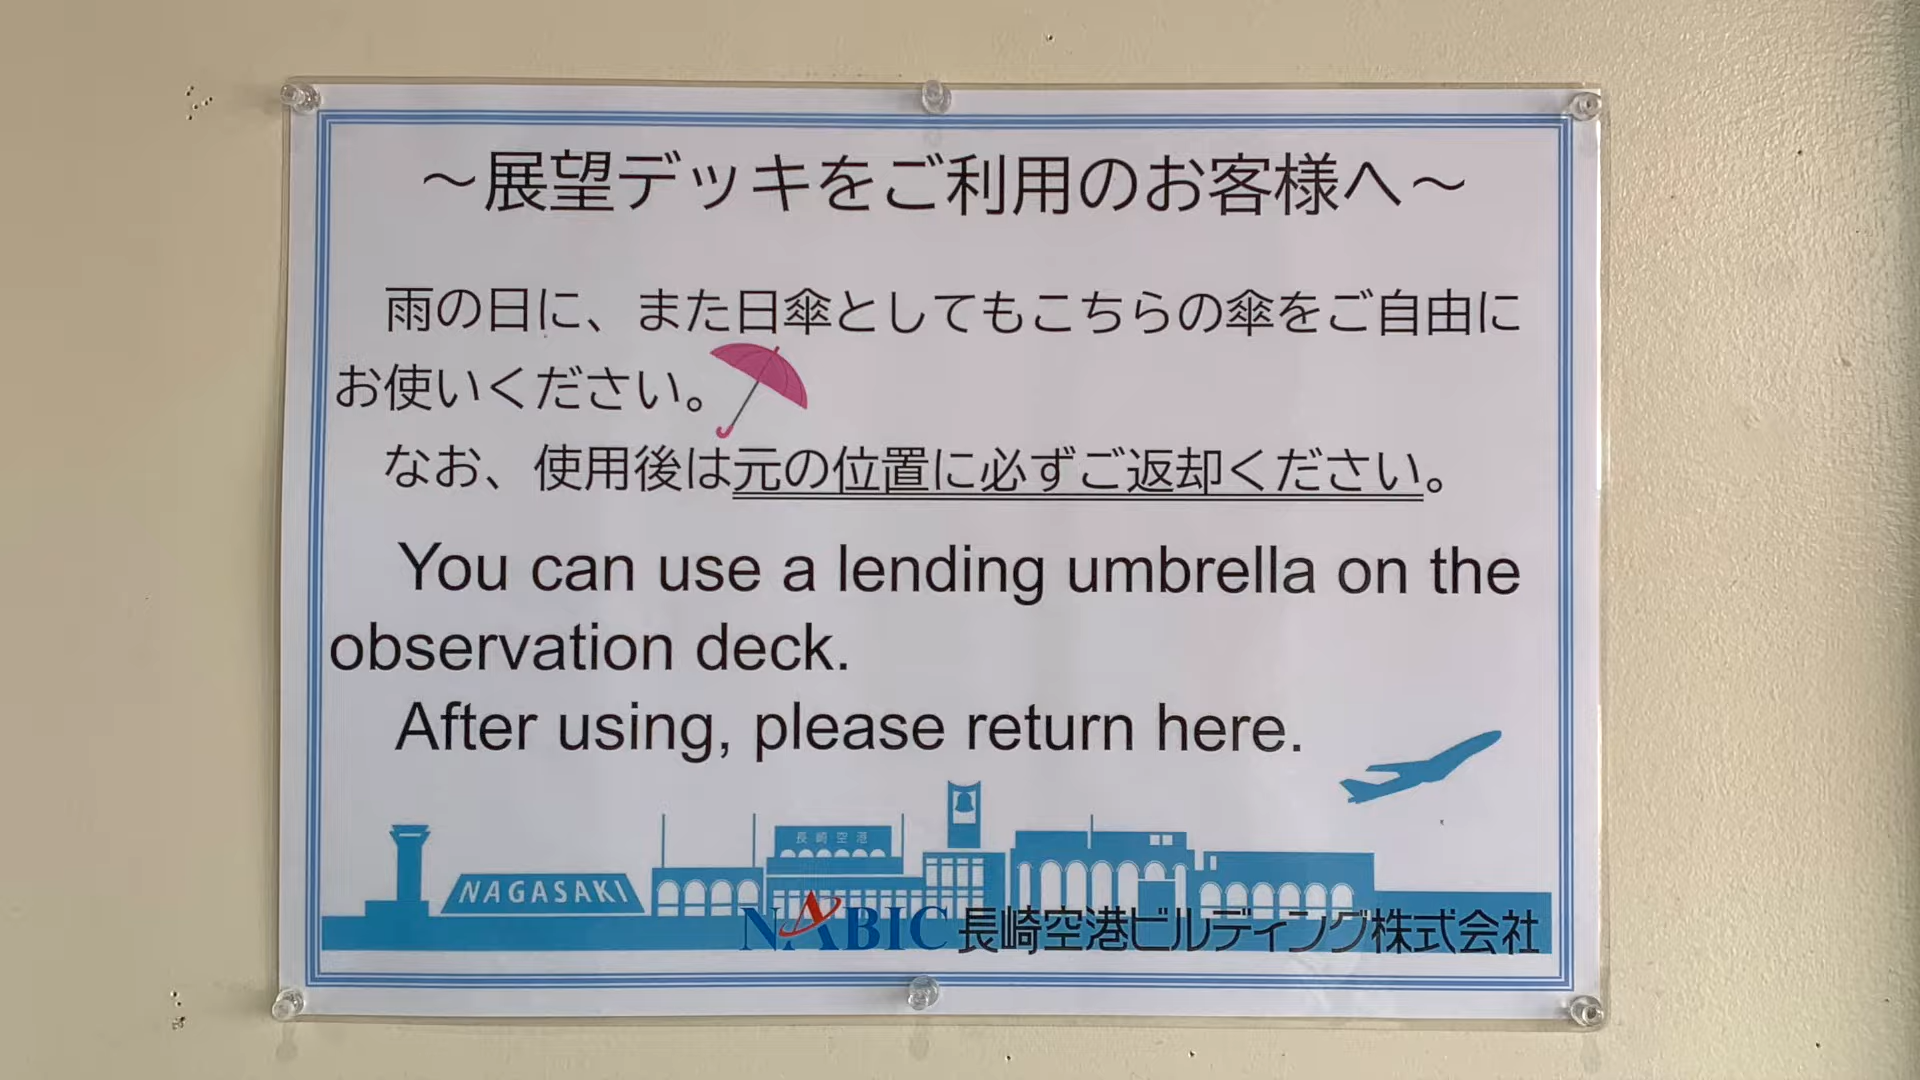 ～展望デッキをご利用のお客様へ～
雨の日に、また日傘としてもこちらの傘をご自由に
お使いください。
なお、使用後は元の位置に必ずご返却ください。
You can use a lending umbrella on the
observation deck.
After using, please return here.
長崎空港
NAGASAKI
NABIC 長崎空港ビルディング株式会社